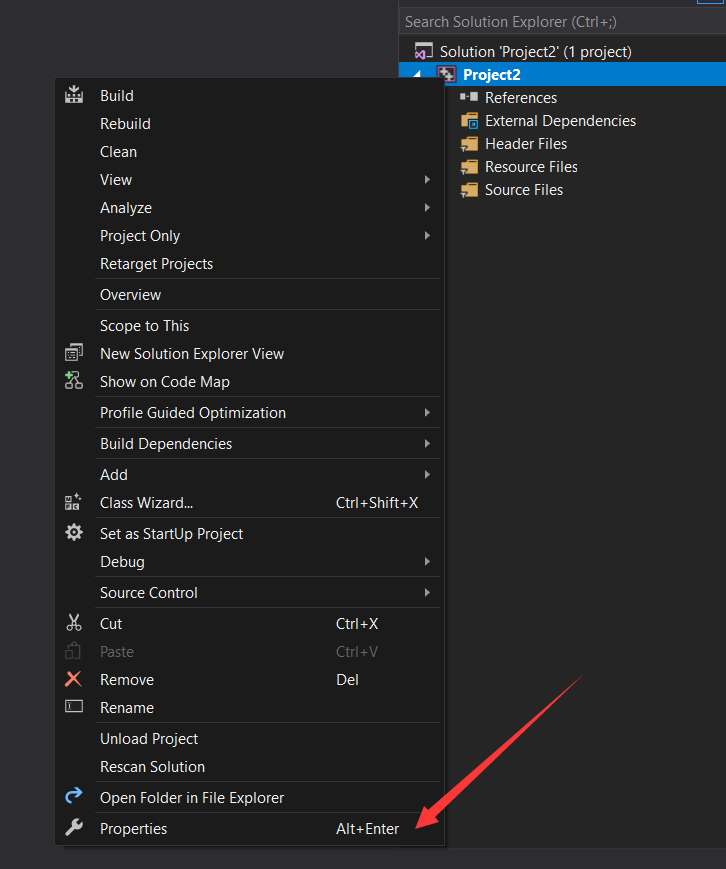 Search Solution Explorer (Ctrl+;)
Solution 'Project2' (1 project)
Project2
References
External Dependencies
Header Files
Resource Files
Source Files
Build
Rebuild
Clean
View
Analyze
Project Only
Retarget Projects
Overview
Scope to This
New Solution Explorer View
Show on Code Map
Profile Guided Optimization
Build Dependencies
Add
Class Wizard... Ctrl+Shift+X
Set as StartUp Project
Debug
Source Control
Cut Ctrl+X
Paste Ctrl+V
Remove Del
Rename
Unload Project
Rescan Solution
Open Folder in File Explorer
Properties Alt+Enter